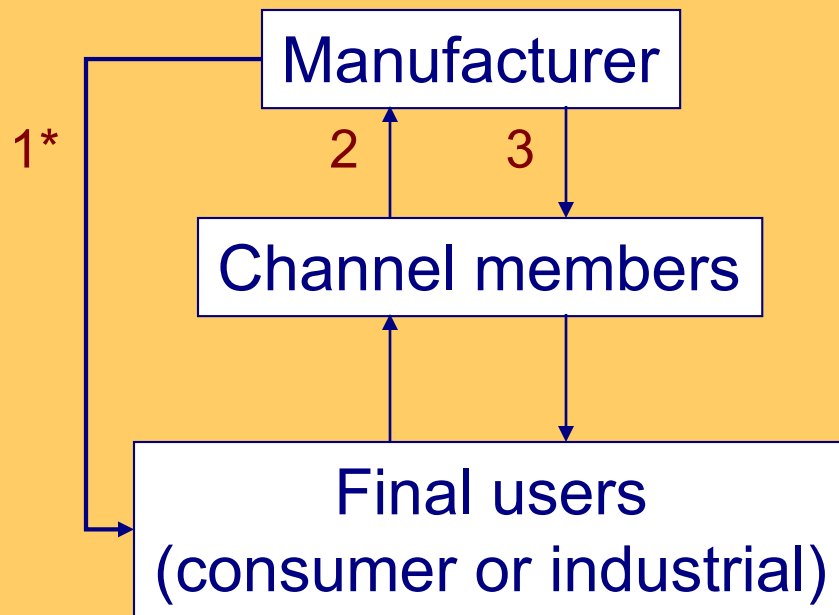 Manufacturer
1*
2
3
Channel members
Final users
(consumer or industrial)